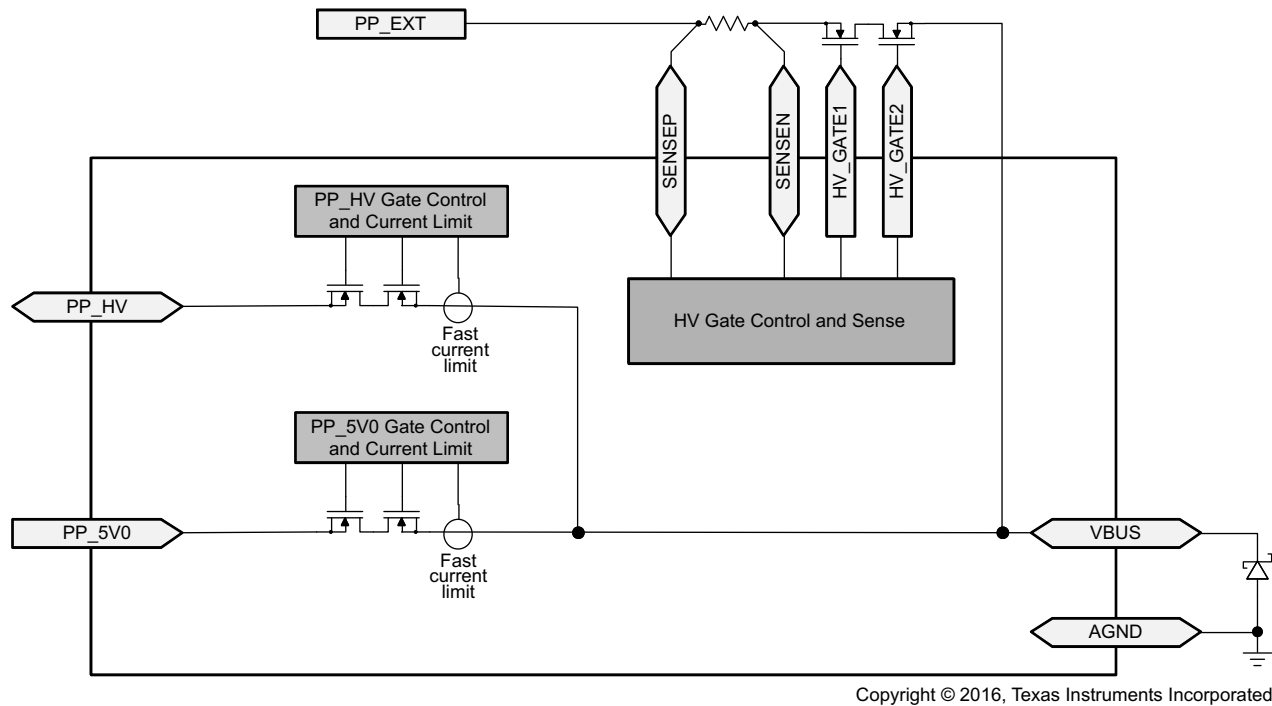 PP_EXT
SENSEP
SENSEN
HV_GATE1
HV_GATE2
PP_HV Gate Control
and Current Limit
PP_HV
Fast
current
limit
HV Gate Control and Sense
PP_5V0 Gate Control
and Current Limit
PP_5V0
Fast
current
limit
VBUS
AGND
Copyright © 2016, Texas Instruments Incorporated